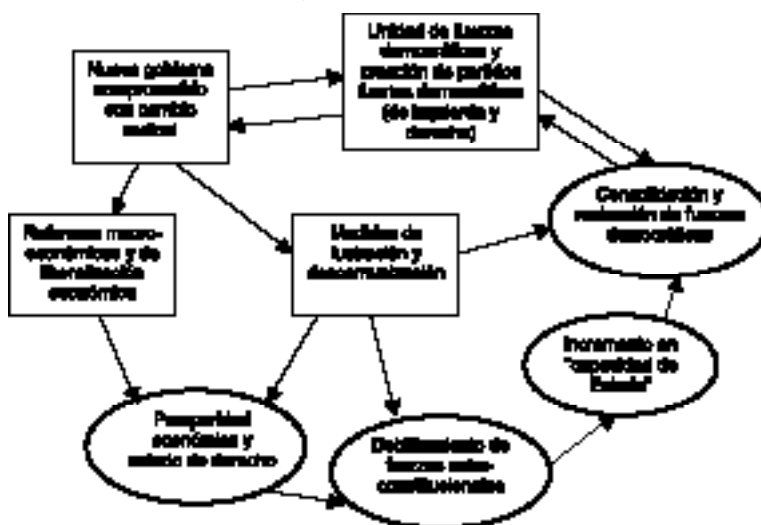 Unidad de fuerzas
democráticas y
creación de partidos
fuertes democráticos
(de izquierda y
derecha)
Nuevo gobierno
comprometido
con cambio
radical
Consolidación y
de fuerzas
democráticas
Reformas macro-
económicas y de
liberalización
económica
Medidas de
lustración y
descomunización
Incremento en
"capacidad de
Estado"
Prosperidad
económica y
estado de derecho
Debilitamiento de
fuerzas
constitucionales